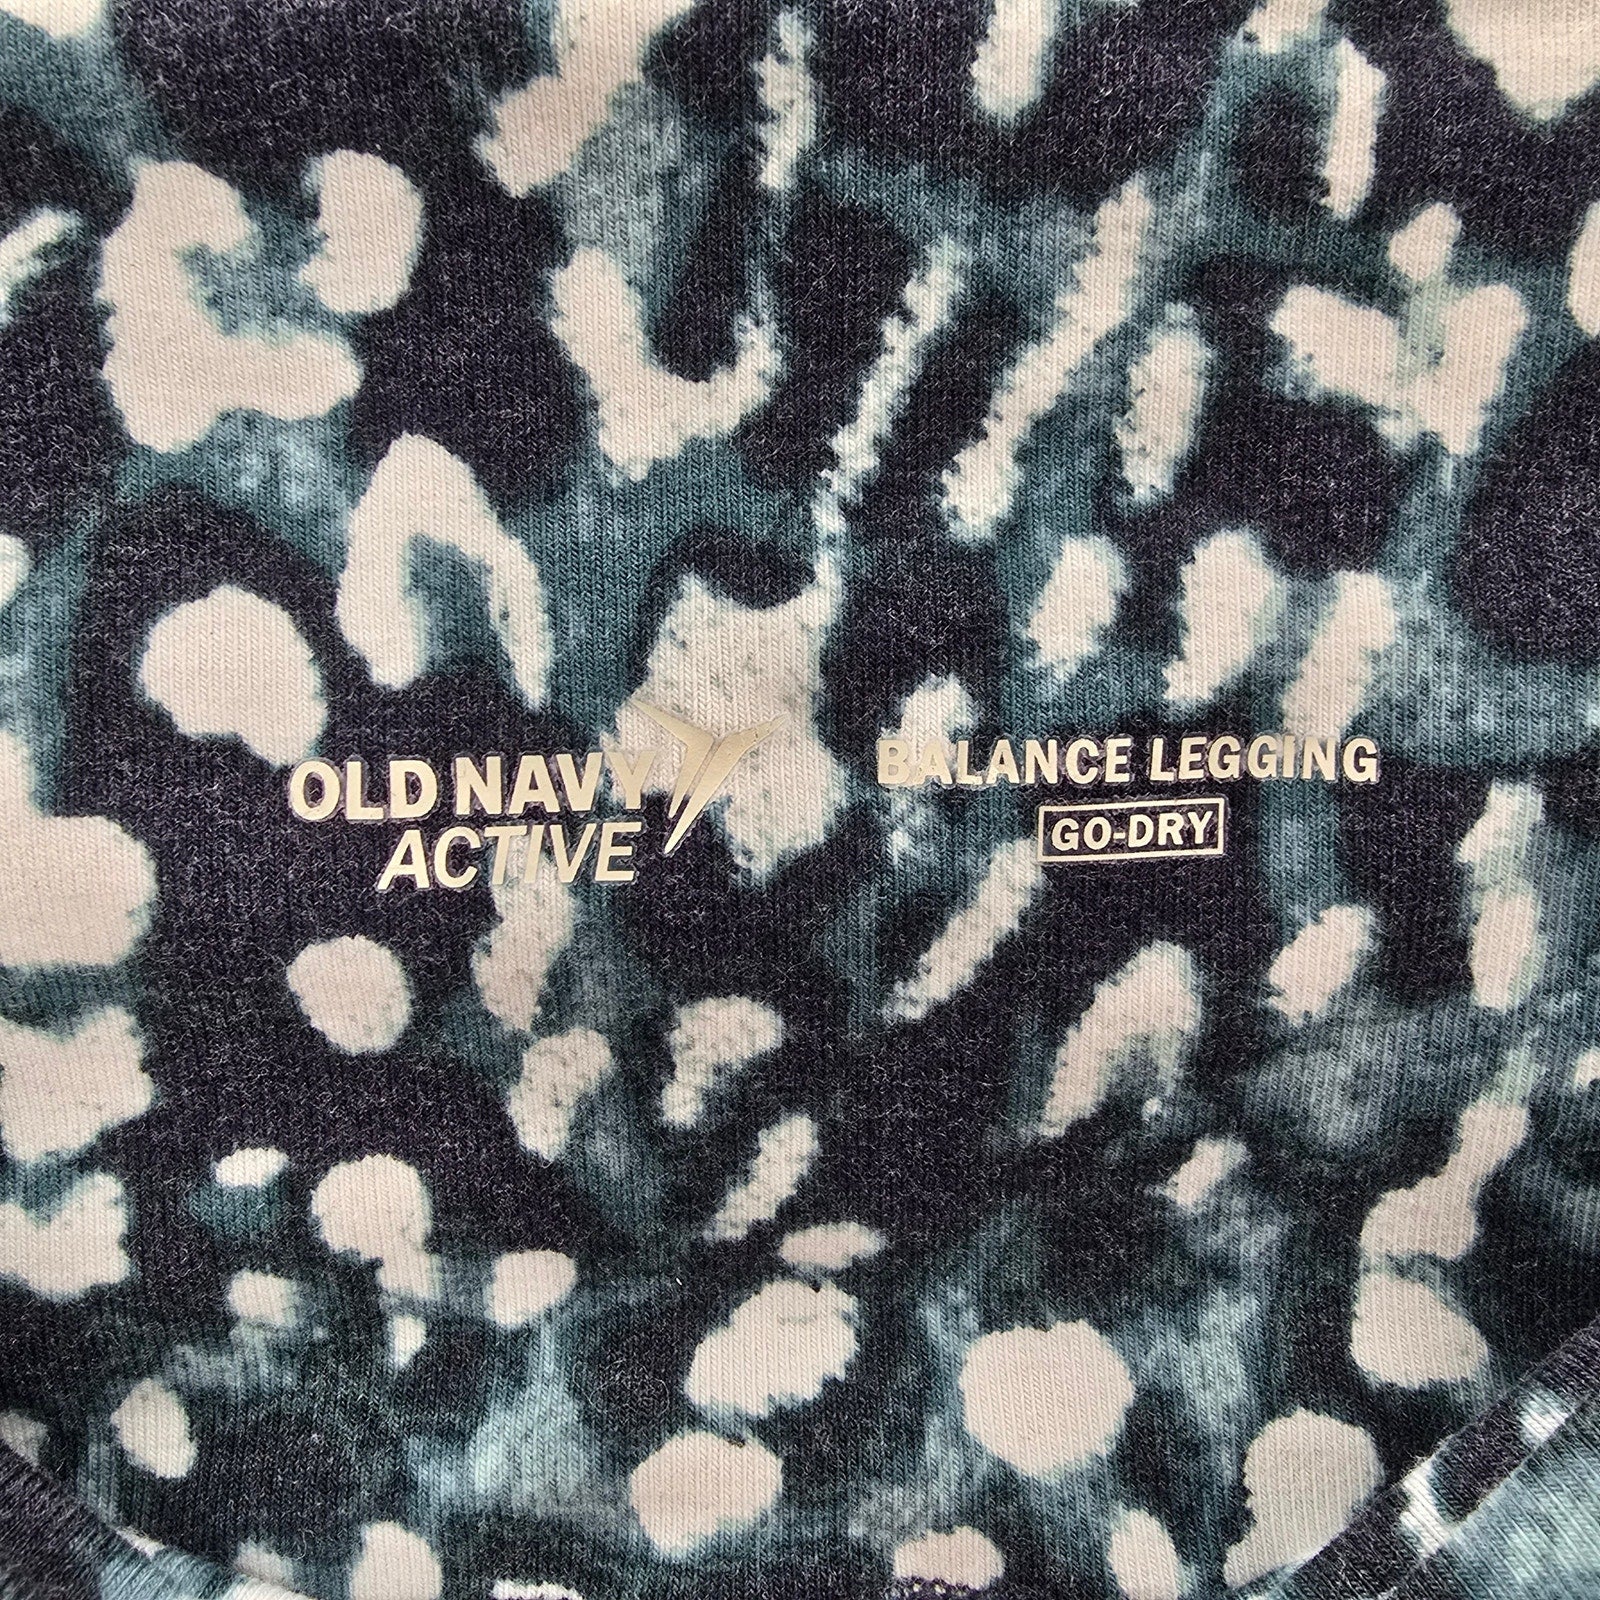 OLD NAVY
ACTIVE
BALANCE LEGGING
GO-DRY